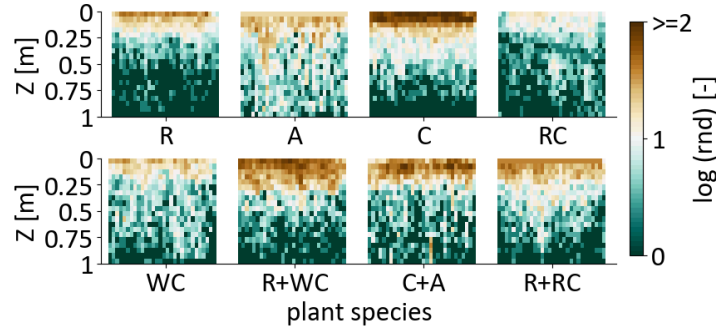 Z [m]
0
0.25
0.5
0.75
1
R
A
C
RC
Z [m]
0
0.25
0.5
0.75
1
WC
R+WC
C+A
R+RC
plant species
>=2
1
0
log (rnd) [-]